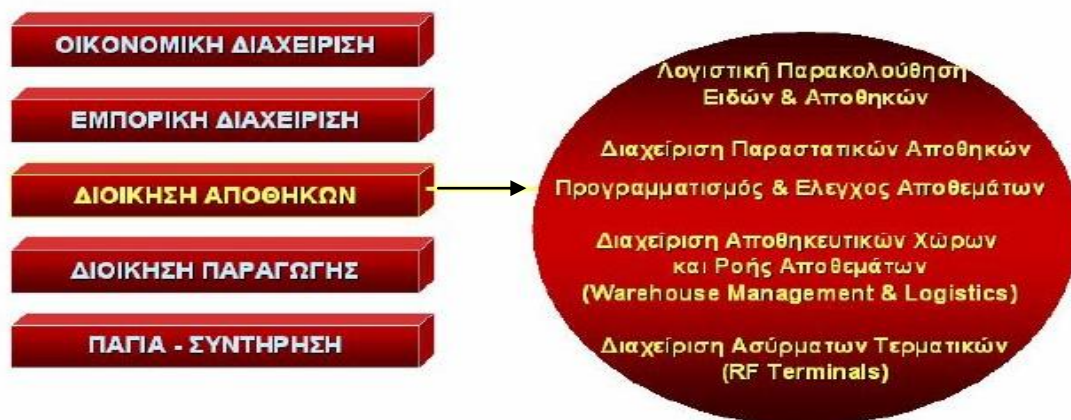 ΟΙΚΟΝΟΜΙΚΗ ΔΙΑΧΕΙΡΙΣΗ
ΕΜΠΟΡΙΚΗ ΔΙΑΧΕΙΡΙΣΗ
ΔΙΟΙΚΗΣΗ ΑΠΟΘΗΚΩΝ
ΔΙΟΙΚΗΣΗ ΠΑΡΑΓΩΓΗΣ
ΠΑΓΙΑ - ΣΥΝΤΗΡΗΣΗ
Λογιστική Παρακολούθηση
Ειδών & Αποθηκών
Διαχείριση Παραστατικών Αποθηκών
Προγραμματισμός & Ελεγχος Αποθεμάτων
Διαχείριση Αποθηκευτικών Χώρων
και Ροής Αποθεμάτων
(Warehouse Management & Logistics)
Διαχείριση Ασύρματων Τερματικών
(RF Terminals)